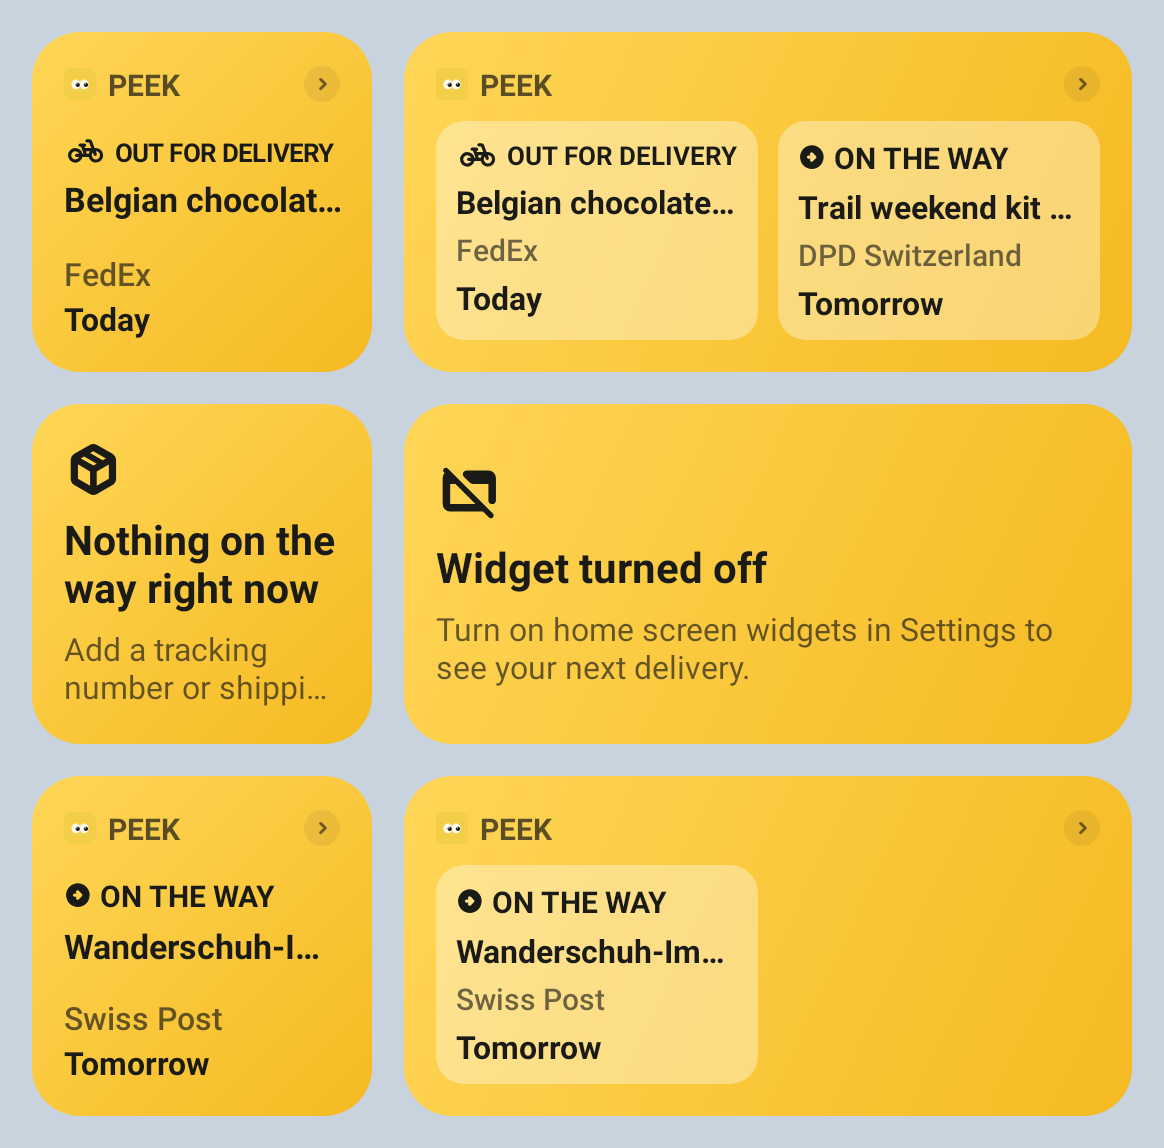 PEEK
OUT FOR DELIVERY
Belgian chocolat...
FedEx
Today
PEEK
OUT FOR DELIVERY
Belgian chocolate...
FedEx
Today
ON THE WAY
Trail weekend kit ...
DPD Switzerland
Tomorrow
Nothing on the
way right now
Add a tracking
number or shippi...
Widget turned off
Turn on home screen widgets in Settings to
see your next delivery.
PEEK
ON THE WAY
Wanderschuh-I...
Swiss Post
Tomorrow
PEEK
ON THE WAY
Wanderschuh-Im...
Swiss Post
Tomorrow